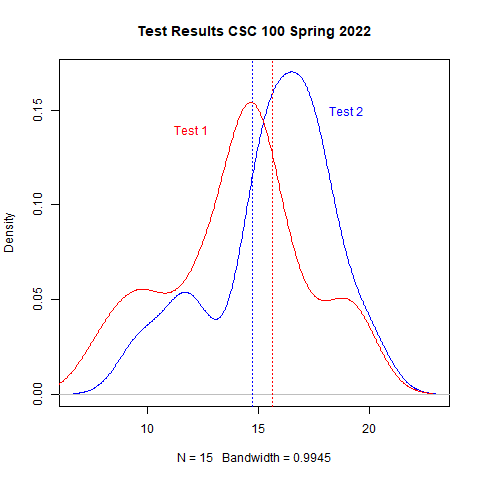 Test Results CSC 100 Spring 2022
Test 1
Test 2
Density
0.00
0.05
0.10
0.15
10
15
20
N = 15 Bandwidth = 0.9945